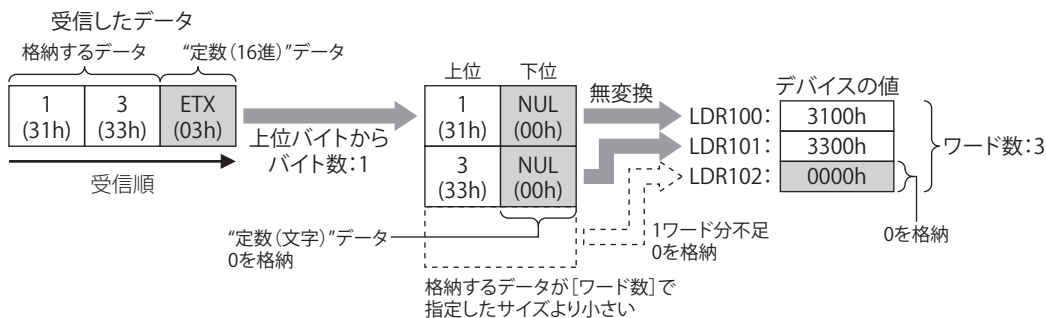 受信したデータ
格納するデータ
“定数(16進)”データ
1
(31h)
3
(33h)
ETX
(03h)
受信順
上位バイトから
バイト数:1
上位
下位
1
(31h)
NUL
(00h)
3
(33h)
NUL
(00h)
“定数(文字)”データ
0を格納
格納するデータが[ワード数]で
指定したサイズより小さい
無変換
1ワード分不足
0を格納
デバイスの値
LDR100:
3100h
LDR101:
3300h
LDR102:
0000h
ワード数:3
0を格納